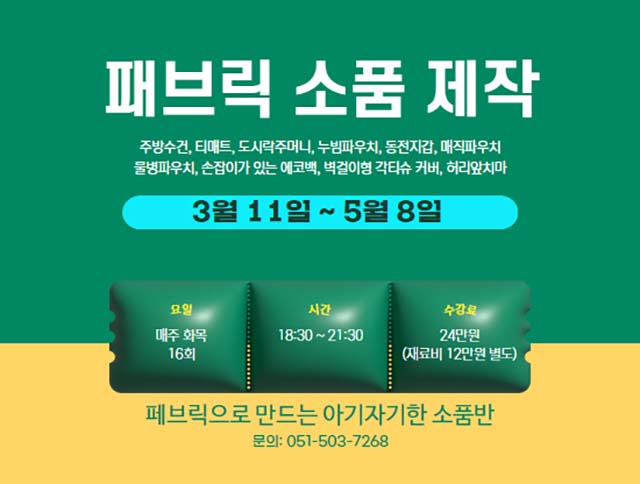 패브릭 소품 제작
주방수건, 티매트, 도시락주머니, 누빔파우치, 동전지갑, 매직파우치
물병파우치, 손잡이가 있는 에코백, 벽걸이형 각티슈 커버, 허리앞치마
3월 11일 ~ 5월 8일
요일
매주 화목
16회
시간
18:30 ~ 21:30
수강료
24만원
(재료비 12만원 별도)
페브릭으로 만드는 아기자기한 소품반
문의: 051-503-7268